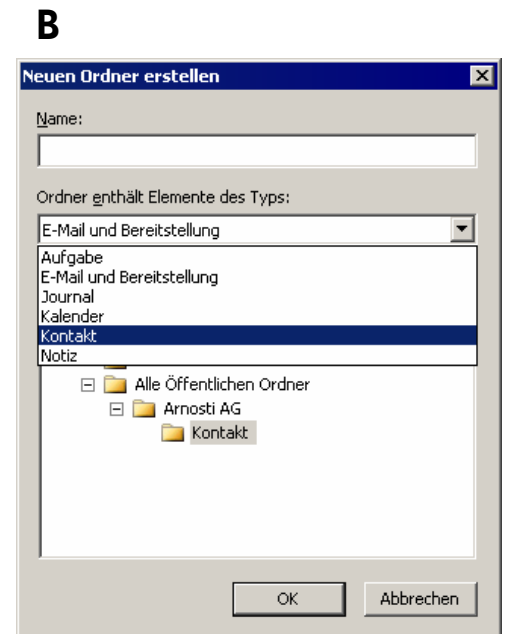 B
Neuen Ordner erstellen
Name:
Ordner enthält Elemente des Typs:
E-Mail und Bereitstellung
Aufgabe
E-Mail und Bereitstellung
Journal
Kalender
Kontakt
Notiz
Alle Öffentlichen Ordner
Arnosti AG
Kontakt
OK Abbrechen